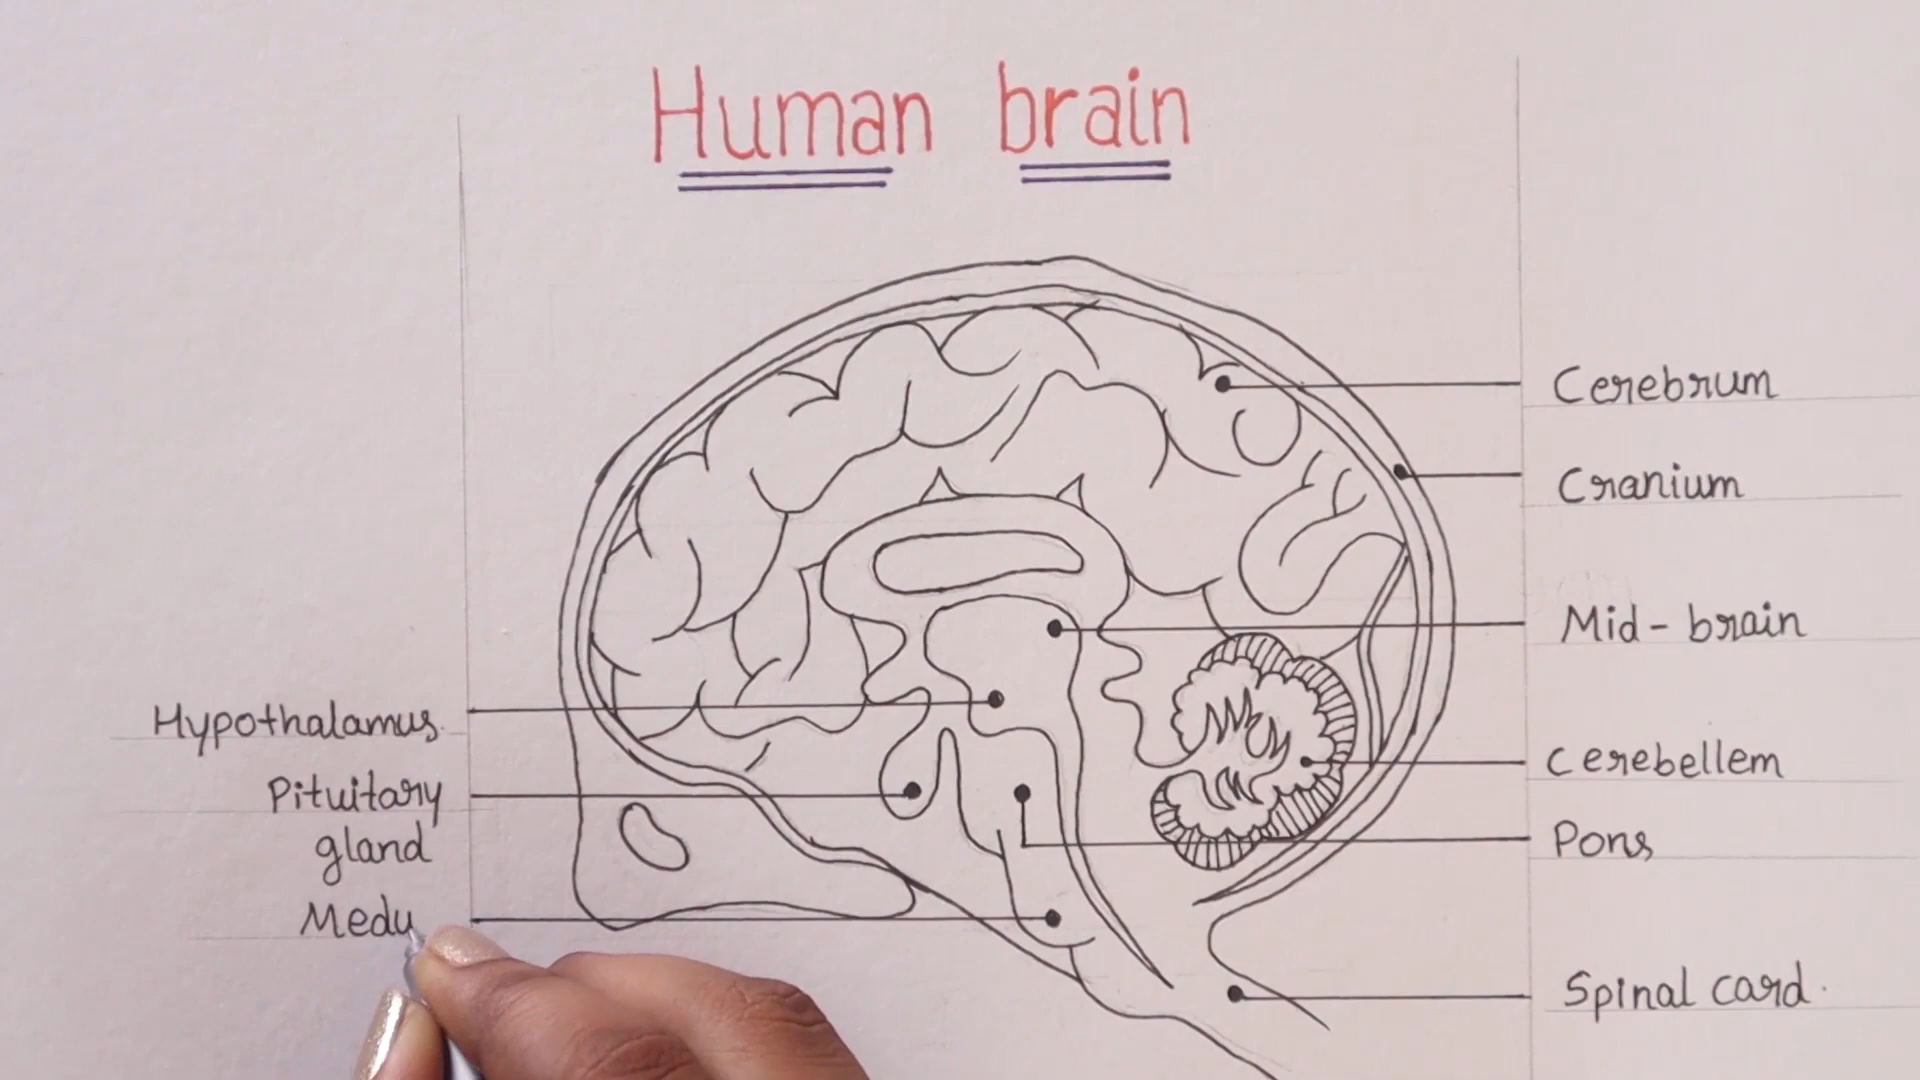 Human brain
Cerebrum
Cranium
Mid-brain
Hypothalamus
Cerebellem
Pituitary
gland
Pons
Medu
Spinal card.